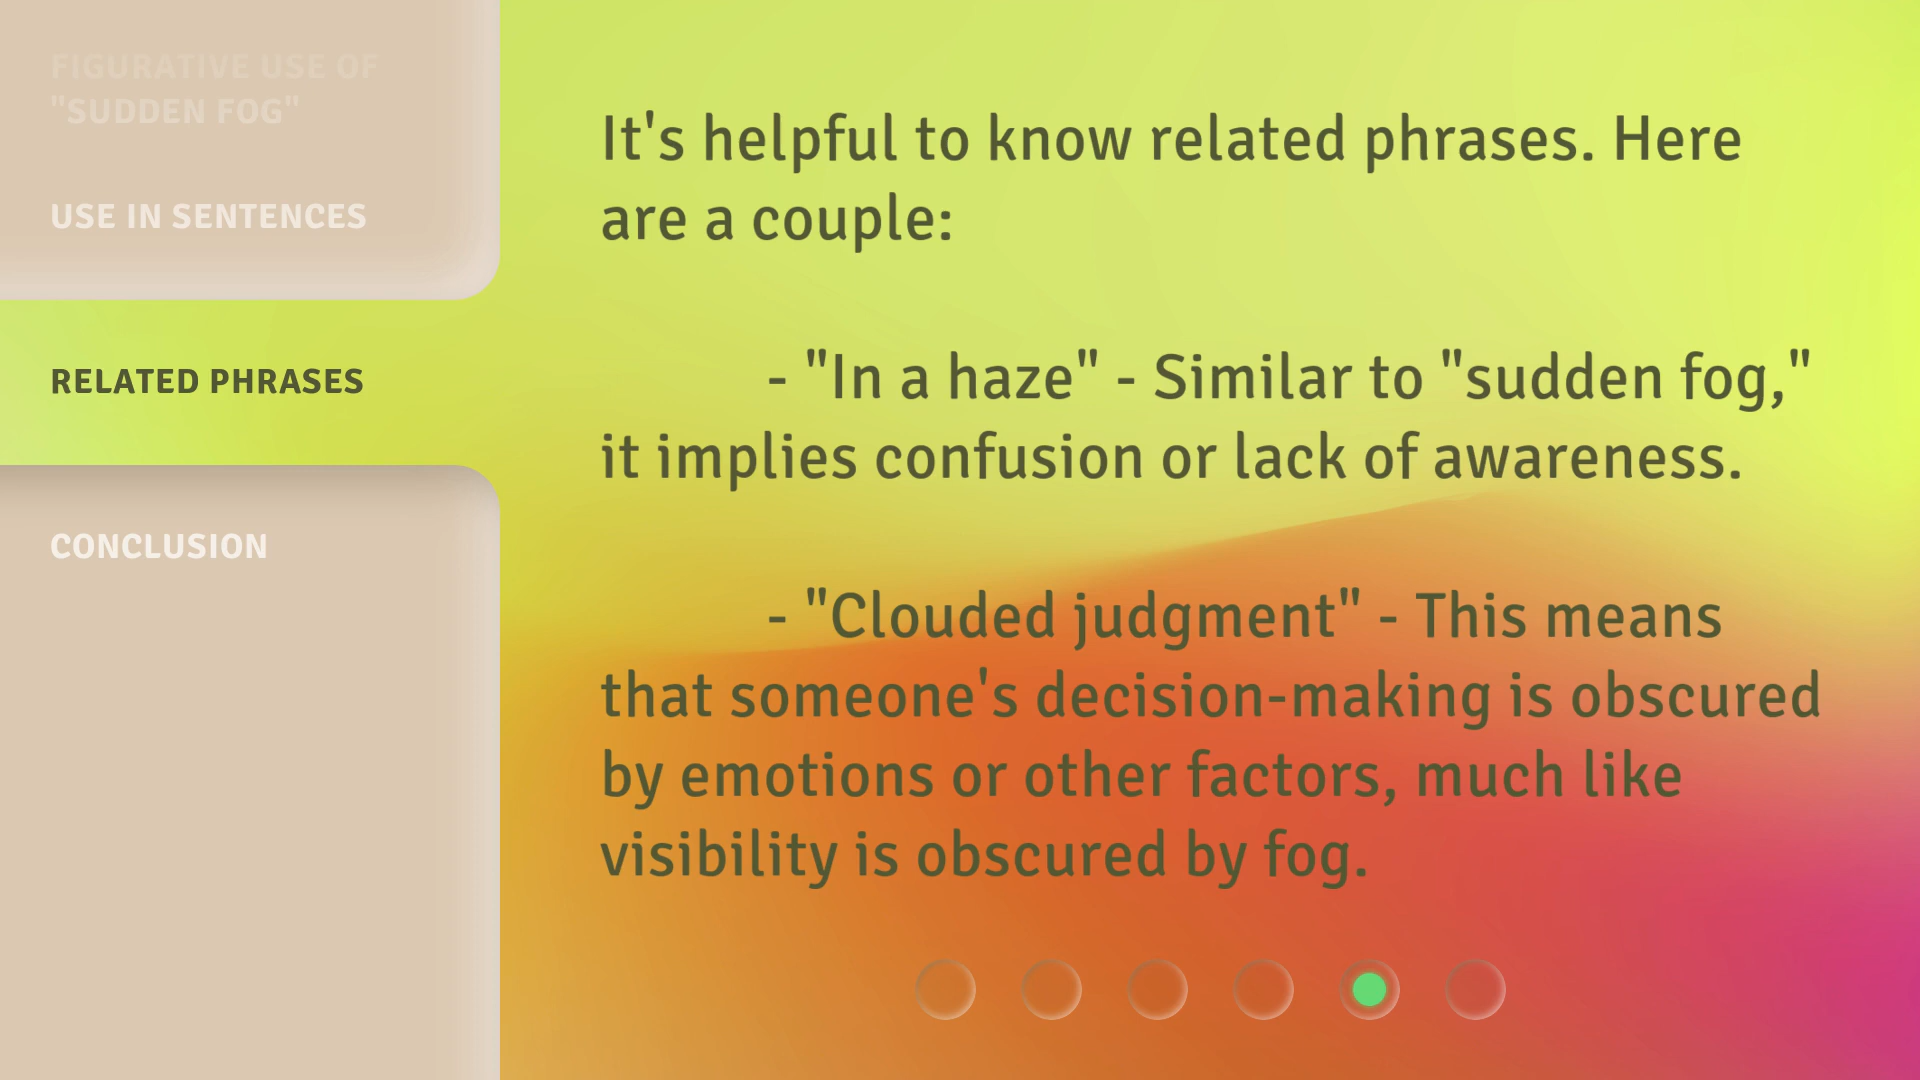 FIGURATIVE USE OF
"SUDDEN FOG"
USE IN SENTENCES
RELATED PHRASES
CONCLUSION
It's helpful to know related phrases. Here
are a couple:
- "In a haze" - Similar to "sudden fog,"
it implies confusion or lack of awareness.
- "Clouded judgment" - This means
that someone's decision-making is obscured
by emotions or other factors, much like
visibility is obscured by fog.